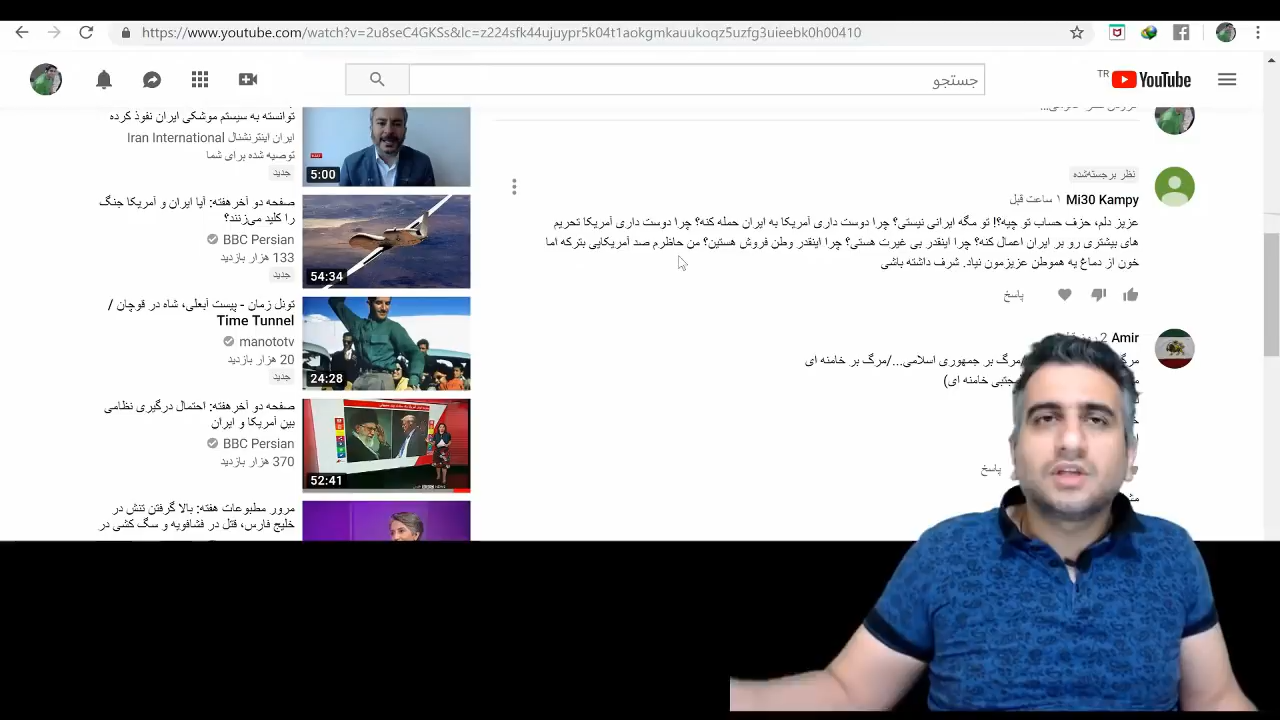 https://www.youtube.com/watch?v=2u8seC4GKSs&lc=z224sfk44ujuypr5k04t1aokgmkauukoqz5uzfg3uieebk0h00410
جستجو
YouTube TR
توانسته به سیستم موشکی ایران نفوذ کرده
ایران اینترنشنال Iran International
توصیه شده برای شما
جدید
5:00
صفحه دو آخرهفته: آیا ایران و آمریکا جنگ
را کلید می‌زنند؟
BBC Persian
133 هزار بازدید
جدید
54:34
تونل زمان - پیست آبعلی، شاه در قوچان /
Time Tunnel
manototv
20 هزار بازدید
جدید
24:28
صفحه دو آخرهفته: احتمال درگیری نظامی
بین آمریکا و ایران
BBC Persian
370 هزار بازدید
52:41
مرور مطبوعات هفته: بالا گرفتن تنش در
خلیج فارس، قتل در فشافویه و سگ کشی در
نظر برجسته‌شده
Mi30 Kampy ۱ ساعت قبل
عزیز دلم، حزف حساب تو چیه؟! تو مگه ایرانی نیستی؟ چرا دوست داری آمریکا به ایران حمله کنه؟ چرا دوست داری آمریکا تحریم
های بیشتری رو بر ایران اعمال کنه؟ چرا اینقدر بی غیرت هستی؟ چرا اینقدر وطن فروش هستین؟ من حاظرم صد آمریکایی بترکه اما
خون از دماغ یه هموطن عزیزمون نیاد. شرف داشته باشی
پاسخ
Amir 2 روز
/مرگ بر جمهوری اسلامی.../مرگ بر خامنه ای
مجتبی خامنه ای)
پاسخ